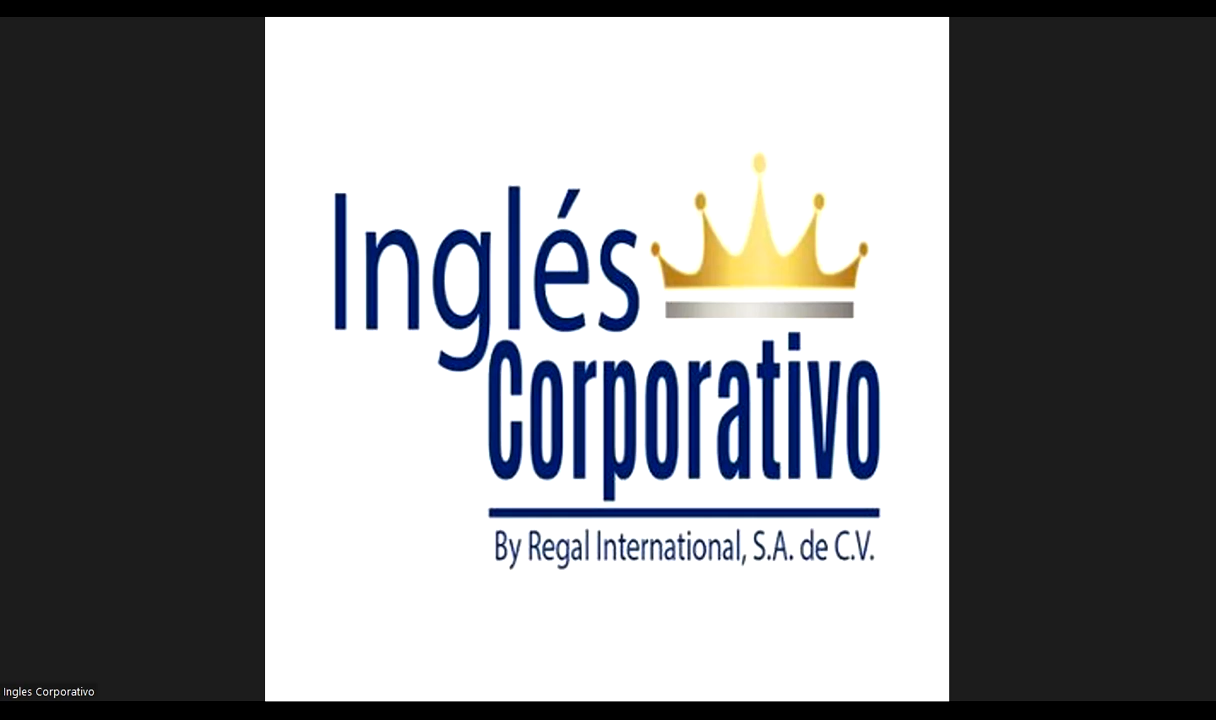 Inglés
Corporativo
By Regal International, S.A. de C.V.
Ingles Corporativo